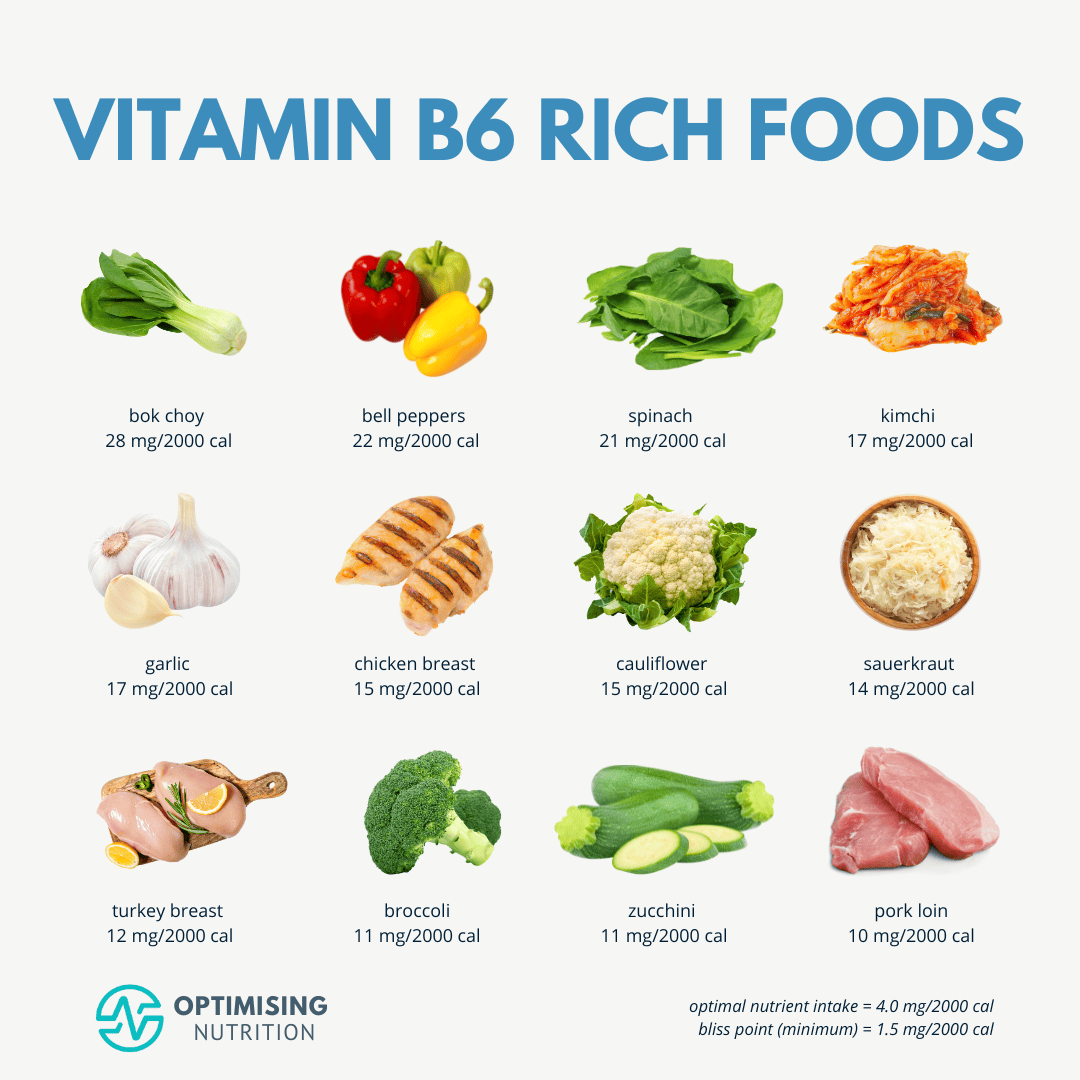 VITAMIN B6 RICH FOODS
bok choy
28 mg/2000 cal
bell peppers
22 mg/2000 cal
spinach
21 mg/2000 cal
kimchi
17 mg/2000 cal
garlic
17 mg/2000 cal
chicken breast
15 mg/2000 cal
cauliflower
15 mg/2000 cal
sauerkraut
14 mg/2000 cal
turkey breast
12 mg/2000 cal
broccoli
11 mg/2000 cal
zucchini
11 mg/2000 cal
pork loin
10 mg/2000 cal
OPTIMISING
NUTRITION
optimal nutrient intake = 4.0 mg/2000 cal
bliss point (minimum) = 1.5 mg/2000 cal